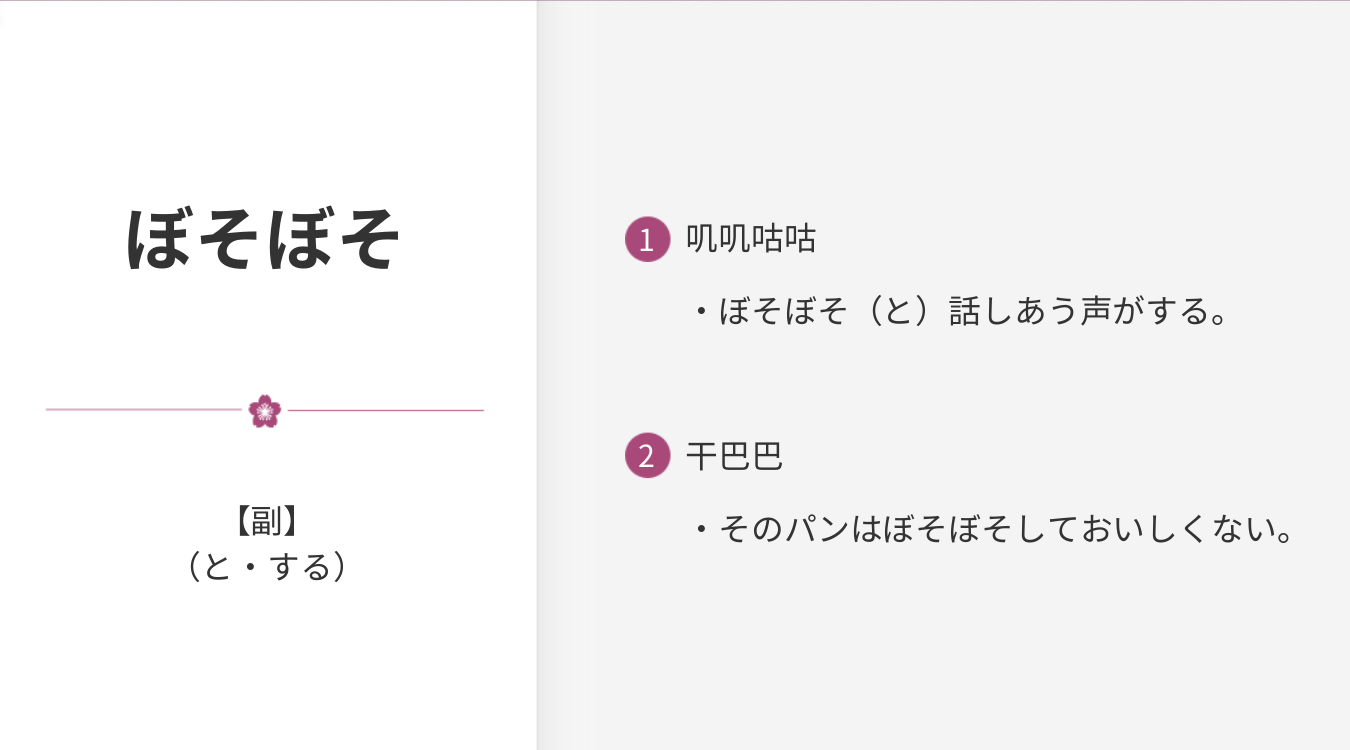 ぼそぼそ
【副】
（と・する）
1 叽叽咕咕
・ぼそぼそ（と）話しあう声がする。
2 干巴巴
・そのパンはぼそぼそしておいしくない。